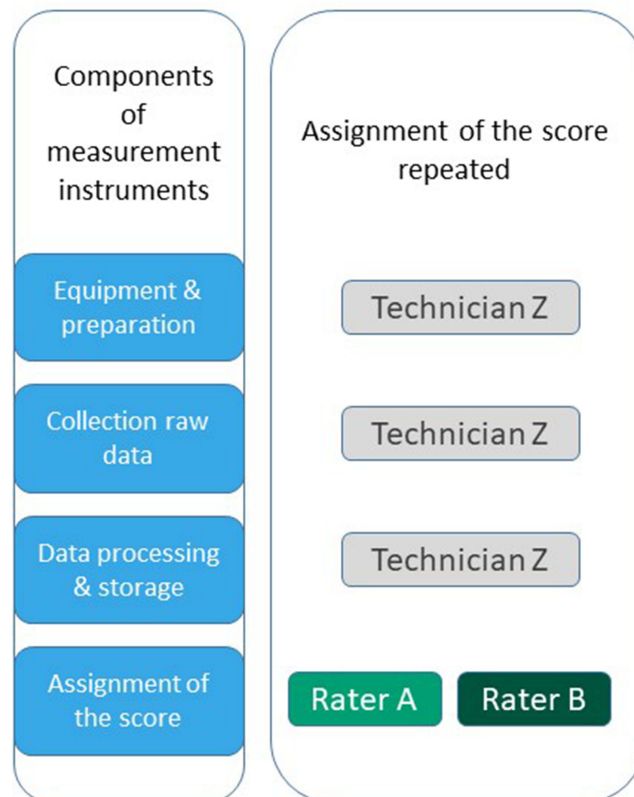 Components
of
measurement
instruments
Assignment of the score
repeated
Equipment &
preparation
Technician Z
Collection raw
data
Technician Z
Data processing
& storage
Technician Z
Assignment of
the score
Rater A
Rater B